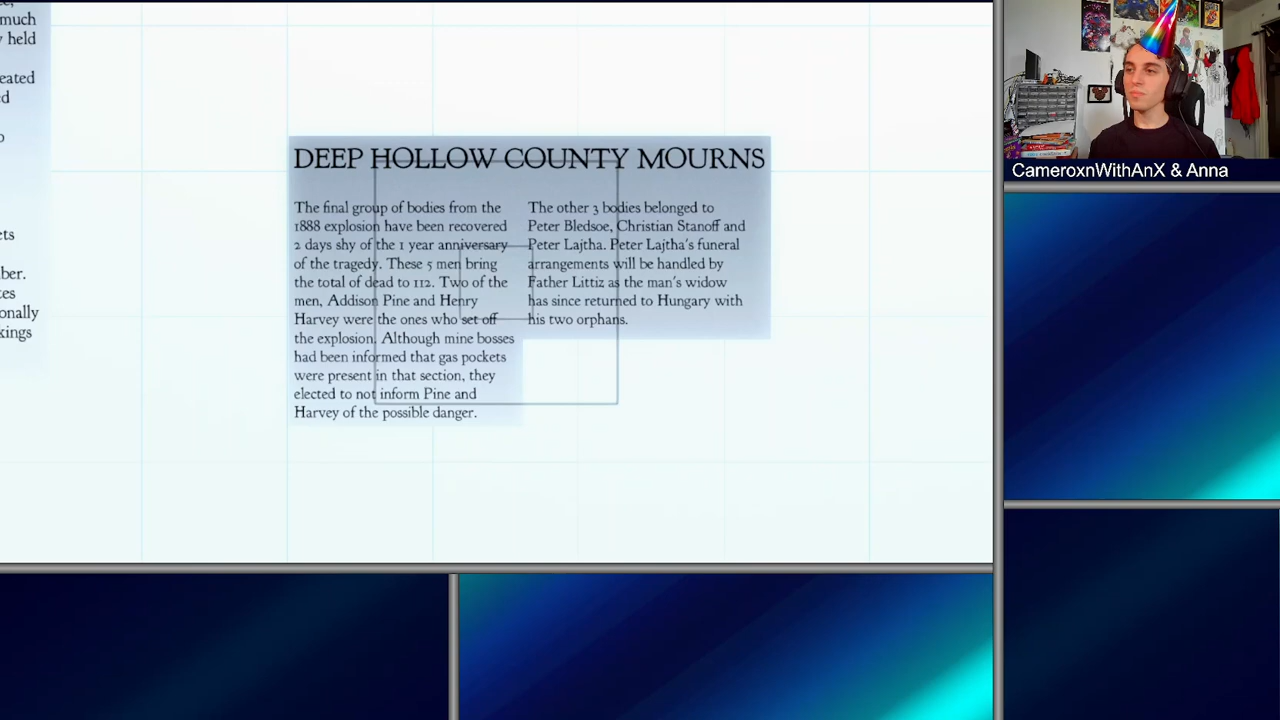 much
held
eated
ed
ets
ber.
tes
onally
kings
DEEP HOLLOW COUNTY MOURNS
The final group of bodies from the
1888 explosion have been recovered
2 days shy of the 1 year anniversary
of the tragedy. These 5 men bring
the total of dead to 112. Two of the
men, Addison Pine and Henry
Harvey were the ones who set off
the explosion. Although mine bosses
had been informed that gas pockets
were present in that section, they
elected to not inform Pine and
Harvey of the possible danger.
The other 3 bodies belonged to
Peter Bledsoe, Christian Stanoff and
Peter Lajtha. Peter Lajtha's funeral
arrangements will be handled by
Father Littiz as the man's widow
has since returned to Hungary with
his two orphans.
CameroxnWithAnX & Anna